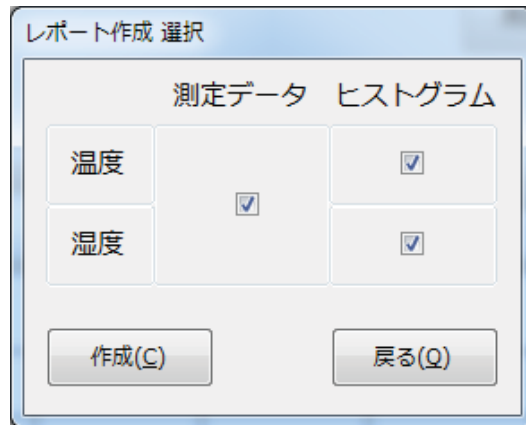 レポート作成 選択
測定データ ヒストグラム
温度
湿度
作成(C) 戻る(Q)